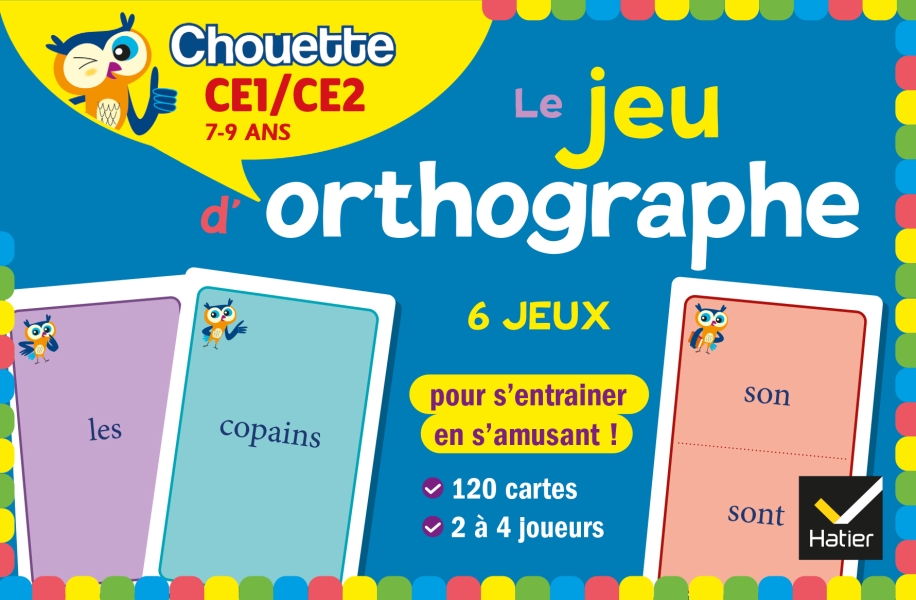 Chouette
CE1/CE2
7-9 ANS
Le jeu
d'orthographe
6 JEUX
pour s'entrainer
en s'amusant !
120 cartes
2 à 4 joueurs
les
copains
son
sont
Hatier